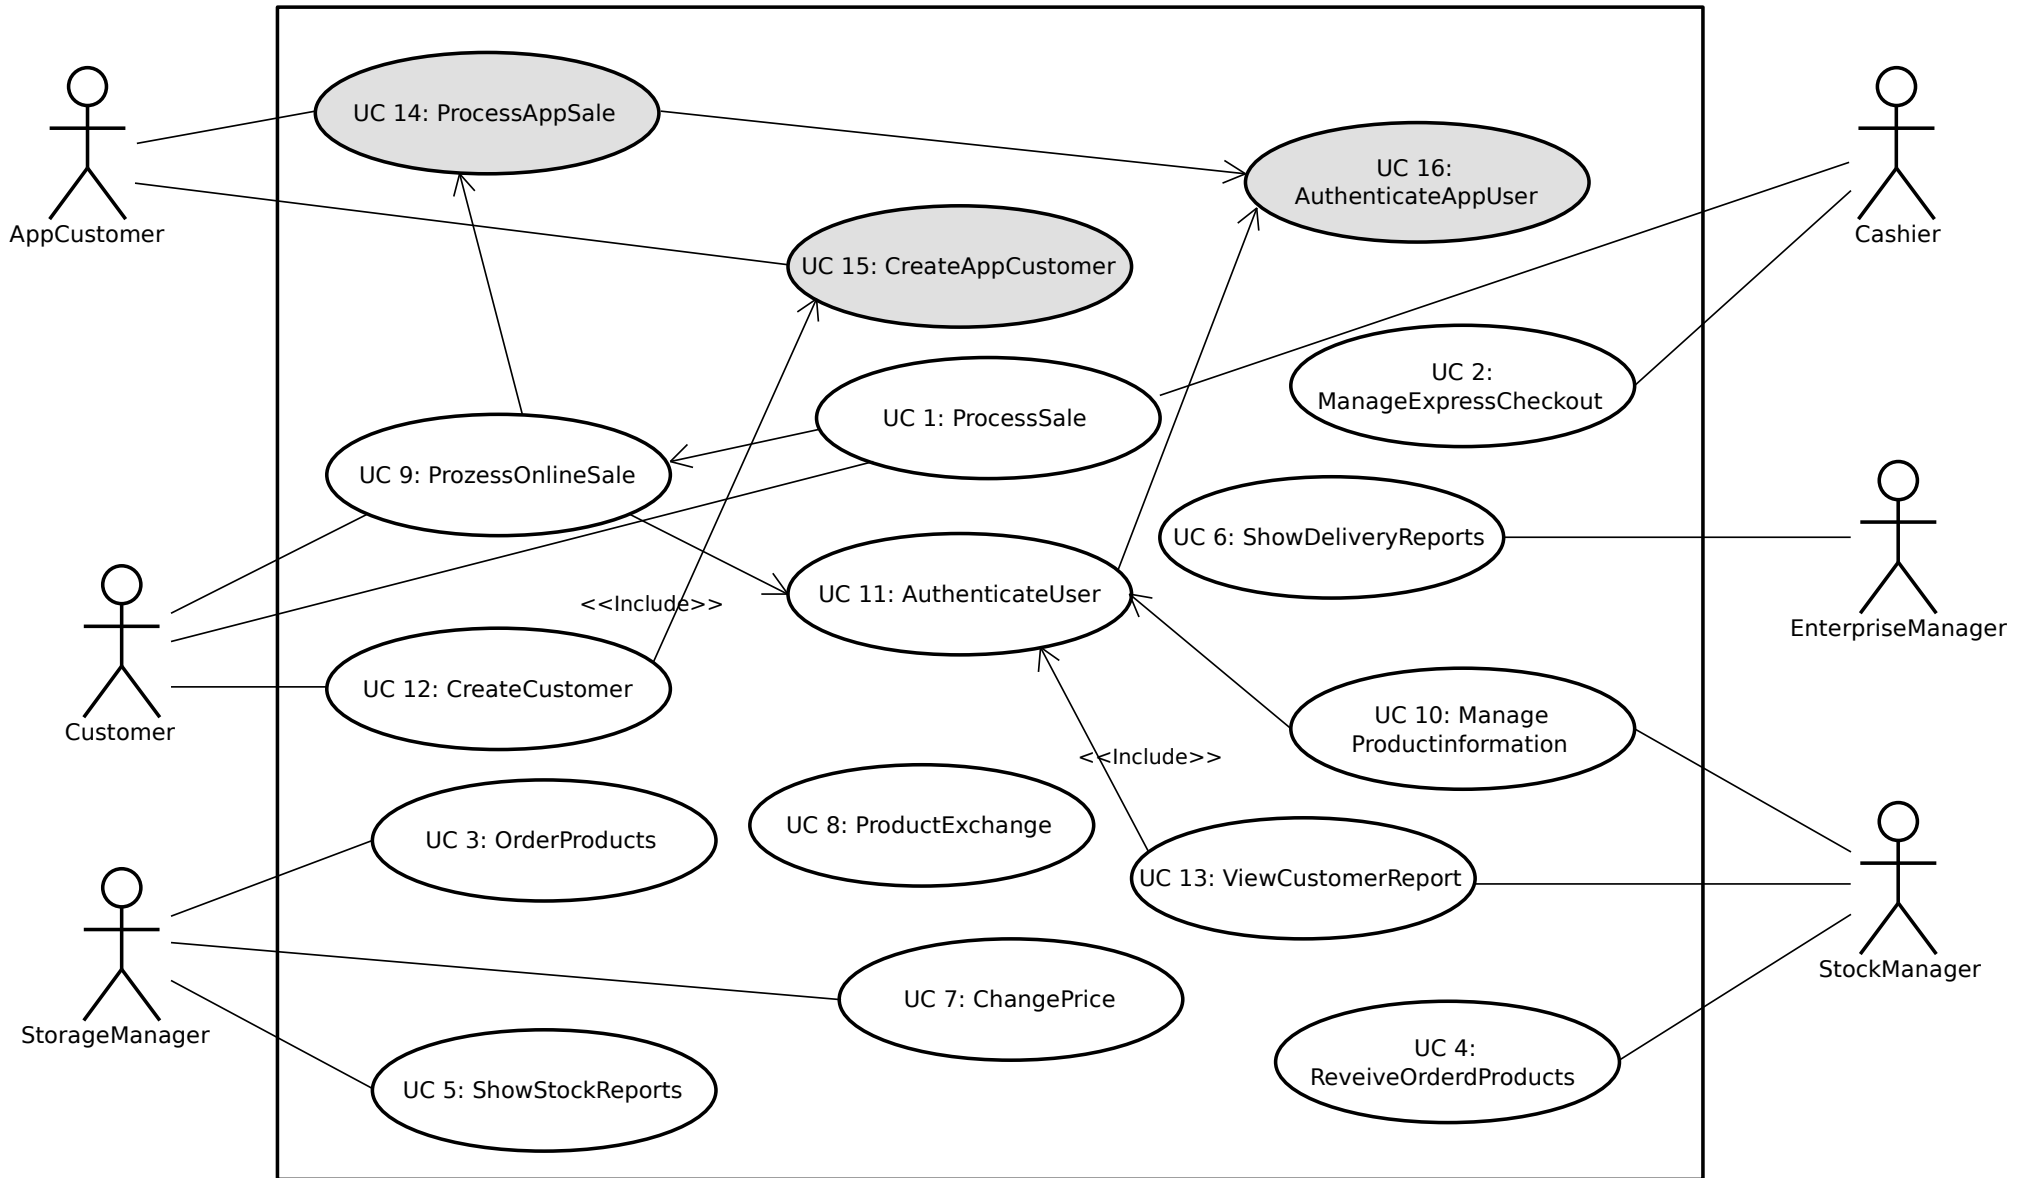 UC 14: ProcessAppSale
UC 16:
AuthenticateAppUser
AppCustomer
Cashier
UC 15: CreateAppCustomer
UC 2:
ManageExpressCheckout
UC 1: ProcessSale
UC 9: ProzessOnlineSale
UC 6: ShowDeliveryReports
UC 11: AuthenticateUser
<<Include>>
EnterpriseManager
UC 12: CreateCustomer
Customer
UC 10: Manage
Productinformation
<<Include>>
UC 8: ProductExchange
UC 3: OrderProducts
UC 13: ViewCustomerReport
StockManager
UC 7: ChangePrice
StorageManager
UC 4:
ReveiveOrderdProducts
UC 5: ShowStockReports